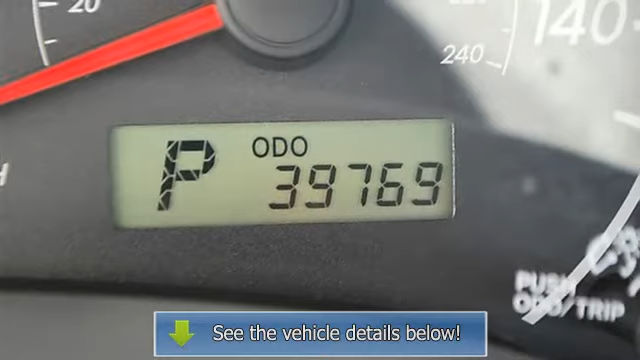 20
140
240
P
ODO
39769
H
PUSH
ODO/TRIP
See the vehicle details below!